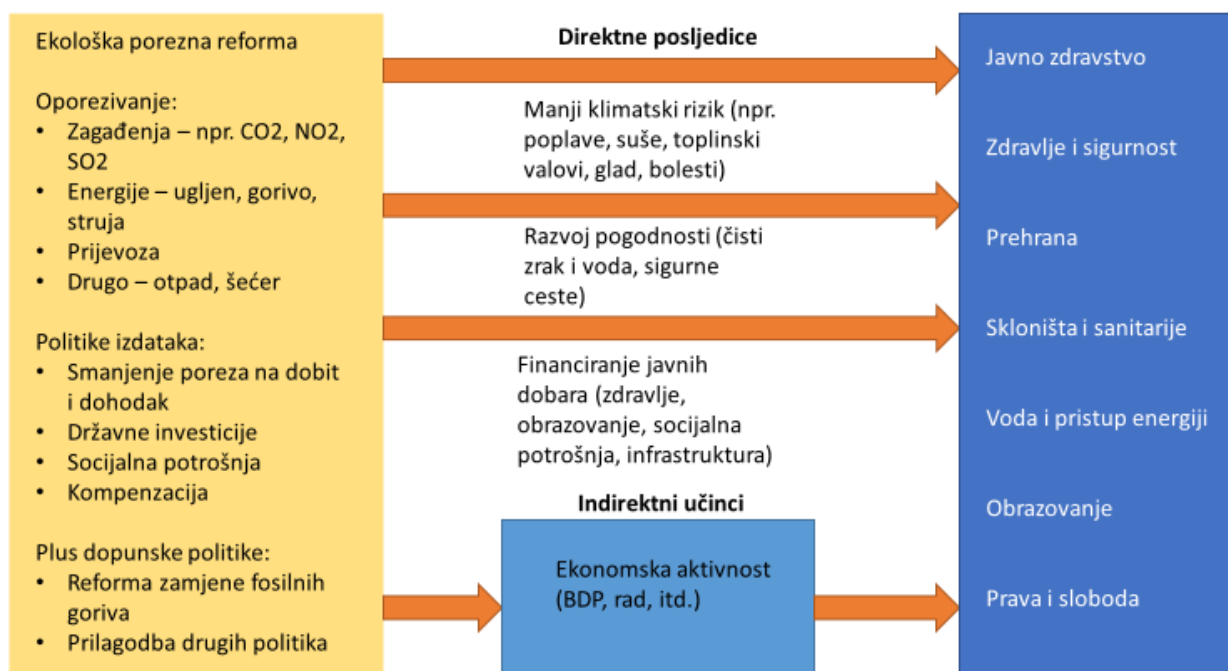 Ekološka porezna reforma
Oporezivanje:
• Zagađenja – npr. CO2, NO2,
SO2
• Energije – ugljen, gorivo,
struja
• Prijevoza
• Drugo – otpad, šećer
Politike izdataka:
• Smanjenje poreza na dobit
i dohodak
• Državne investicije
• Socijalna potrošnja
• Kompenzacija
Plus dopunske politike:
• Reforma zamjene fosilnih
goriva
• Prilagodba drugih politika
Direktne posljedice
Manji klimatski rizik (npr.
poplave, suše, toplinski
valovi, glad, bolesti)
Razvoj pogodnosti (čisti
zrak i voda, sigurne
ceste)
Financiranje javnih
dobara (zdravlje,
obrazovanje, socijalna
potrošnja, infrastruktura)
Indirektni učinci
Ekonomska aktivnost
(BDP, rad, itd.)
Javno zdravstvo
Zdravlje i sigurnost
Prehrana
Skloništa i sanitarije
Voda i pristup energiji
Obrazovanje
Prava i sloboda